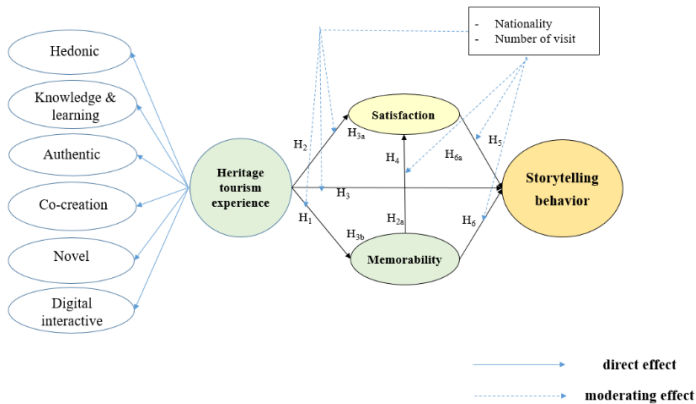 Hedonic
Knowledge &
learning
Authentic
Co-creation
Novel
Digital
interactive
Heritage
tourism
experience
- Nationality
- Number of visit
Satisfaction
Memorability
Storytelling
behavior
H2
H3a
H4
H6a
H5
H3
H1
H3b
H2a
H6
direct effect
moderating effect